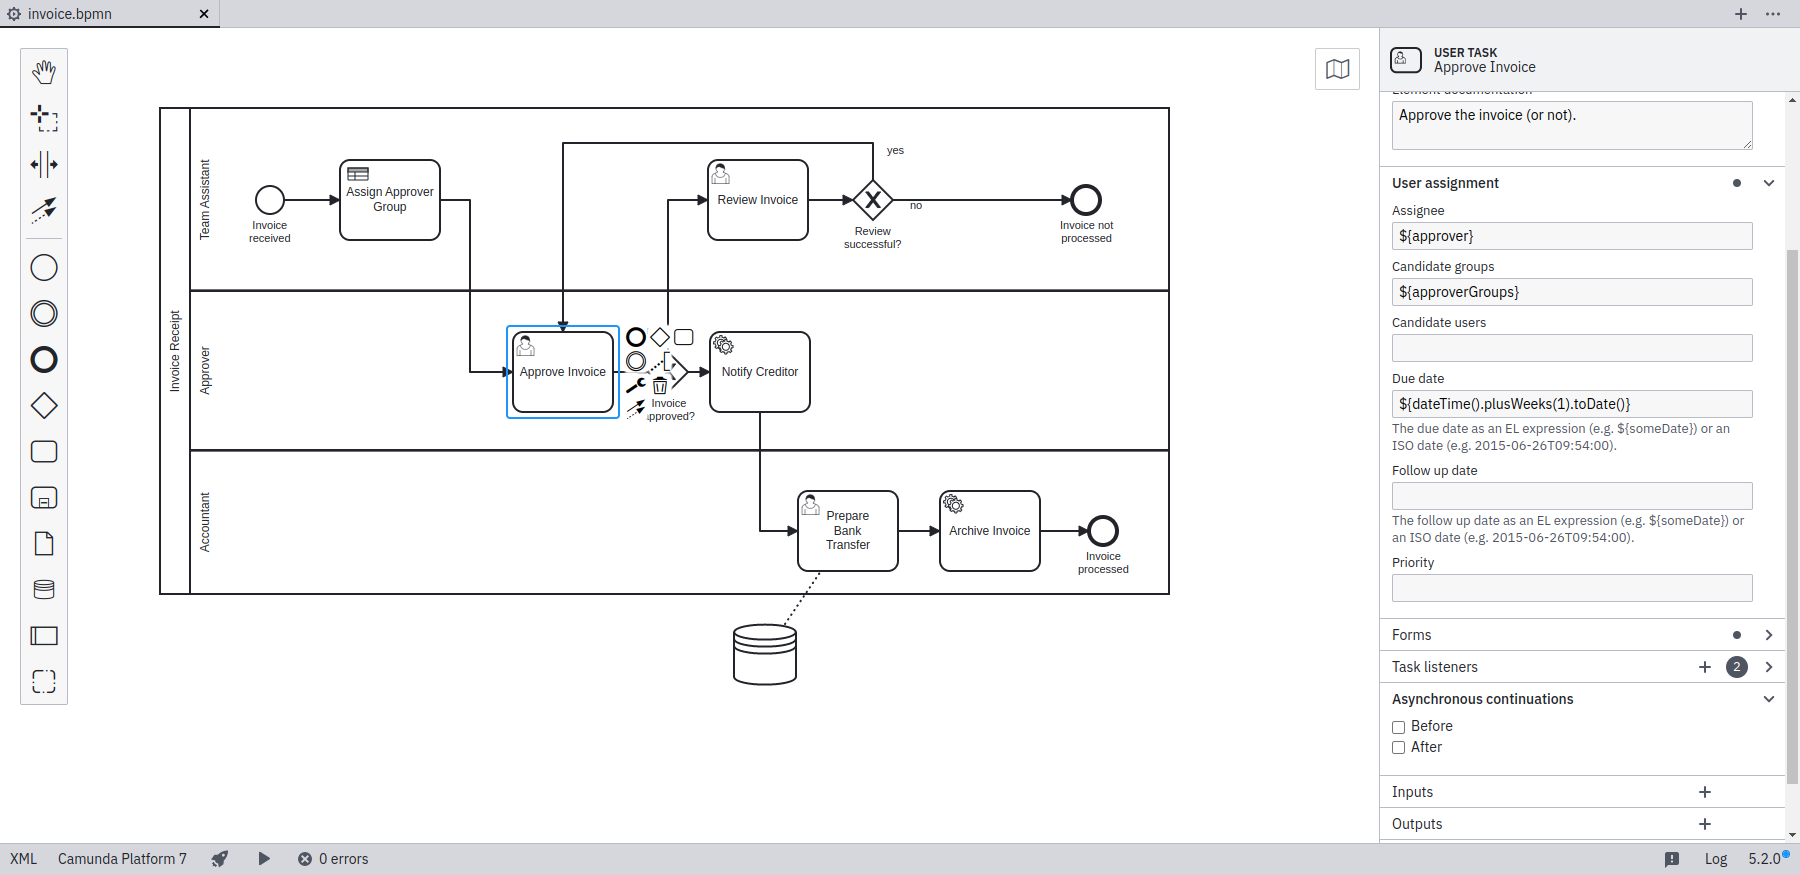 invoice.bpmn
USER TASK
Approve Invoice
Element documentation
Approve the invoice (or not).
User assignment
Assignee
${approver}
Candidate groups
${approverGroups}
Candidate users
Due date
${dateTime().plusWeeks(1).toDate()}
The due date as an EL expression (e.g. ${someDate}) or an
ISO date (e.g. 2015-06-26T09:54:00).
Follow up date
The follow up date as an EL expression (e.g. ${someDate}) or
an ISO date (e.g. 2015-06-26T09:54:00).
Priority
Forms
Task listeners
2
Asynchronous continuations
Before
After
Inputs
Outputs
Invoice Receipt
Team Assistant
Invoice
received
Assign Approver
Group
Review Invoice
yes
no
Review
successful?
Invoice not
processed
Approver
Approve Invoice
Invoice
approved?
Notify Creditor
Accountant
Prepare
Bank
Transfer
Archive Invoice
Invoice
processed
XML
Camunda Platform 7
0 errors
Log
5.2.0